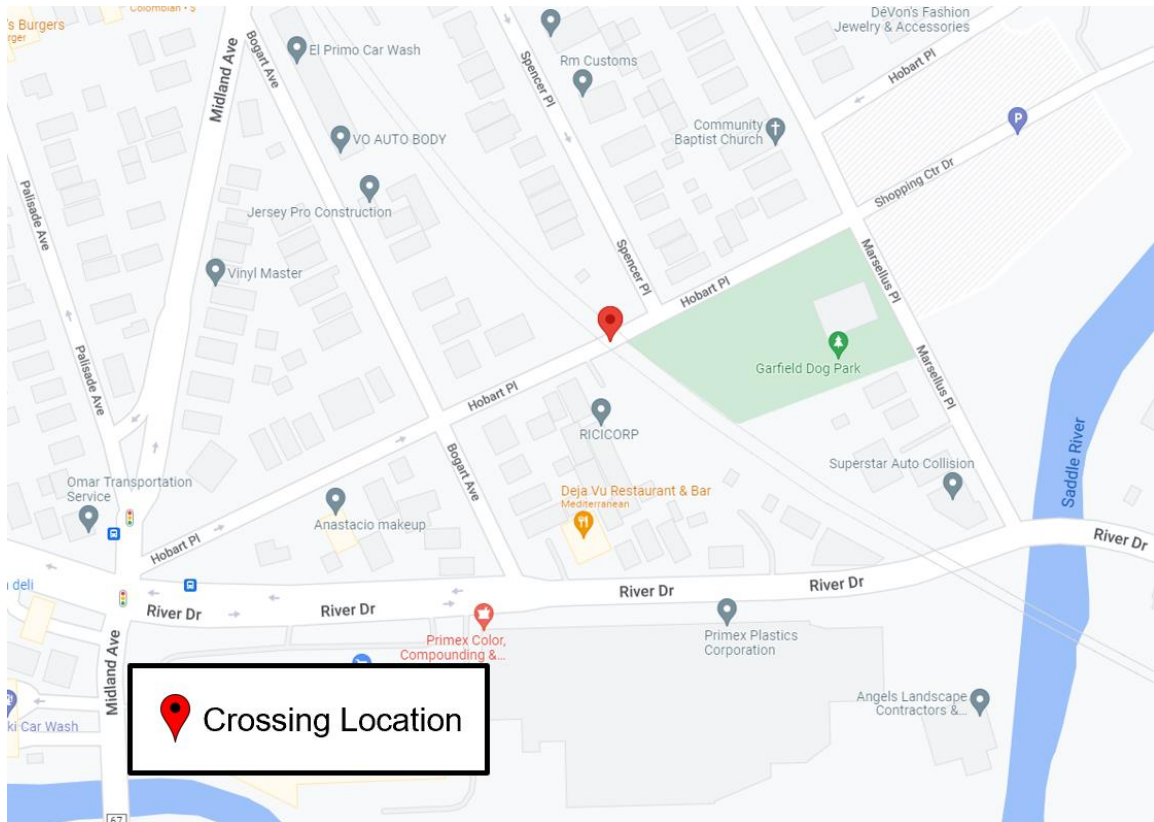 Colombian • $
's Burgers
rger
DéVon's Fashion
Jewelry & Accessories
El Primo Car Wash
Midland Ave
Bogart Ave
Spencer Pl
Rm Customs
Hobart Pl
P
VO AUTO BODY
Community
Baptist Church
Shopping Ctr Dr
Palisade Ave
Jersey Pro Construction
Spencer Pl
Marsellus Pl
Vinyl Master
Hobart Pl
Palisade Ave
Garfield Dog Park
Marsellus Pl
Hobart Pl
RICICORP
Saddle River
Bogart Ave
Superstar Auto Collision
Omar Transportation
Service
Deja Vu Restaurant & Bar
Mediterranean
Anastacio makeup
Hobart Pl
River Dr
deli
River Dr
River Dr
River Dr
River Dr
Primex Color,
Compounding &...
Primex Plastics
Corporation
Midland Ave
Angels Landscape
Contractors &...
Crossing Location
ki Car Wash
67